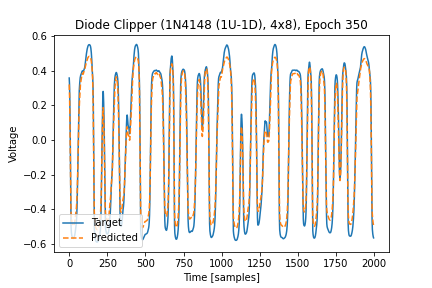 Diode Clipper (1N4148 (1U-1D), 4x8), Epoch 350
0.6
0.4
0.2
0.0
−0.2
−0.4
−0.6
Voltage
Target
Predicted
0 250 500 750 1000 1250 1500 1750 2000
Time [samples]